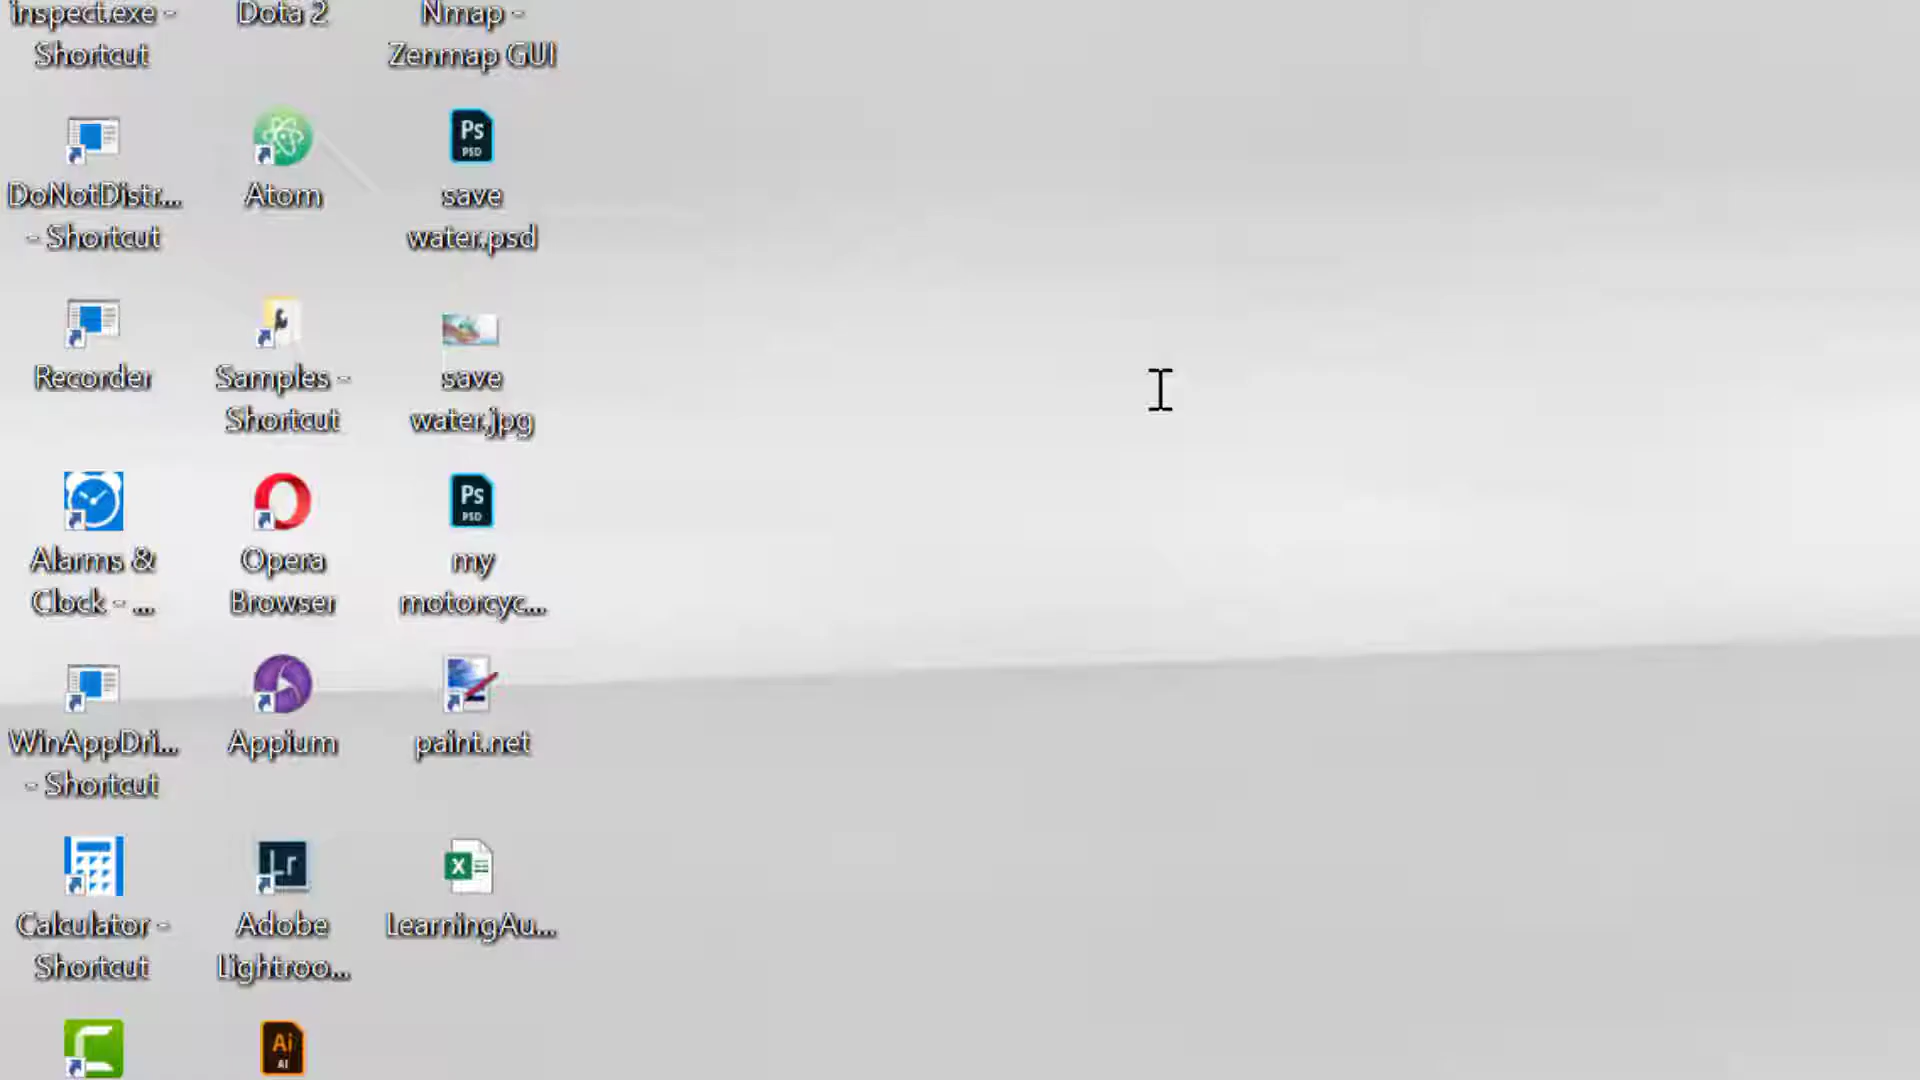 inspect.exe -
Shortcut
Dota 2
Nmap -
Zenmap GUI
DoNotDistr...
- Shortcut
Atom
Ps
PSD
save
water.psd
Recorder
Samples -
Shortcut
save
water.jpg
Alarms &
Clock - ...
Opera
Browser
Ps
PSD
my
motorcyc...
WinAppDri...
- Shortcut
Appium
paint.net
Calculator -
Shortcut
Lr
Adobe
Lightroo...
X
LearningAu...
Ai
AI